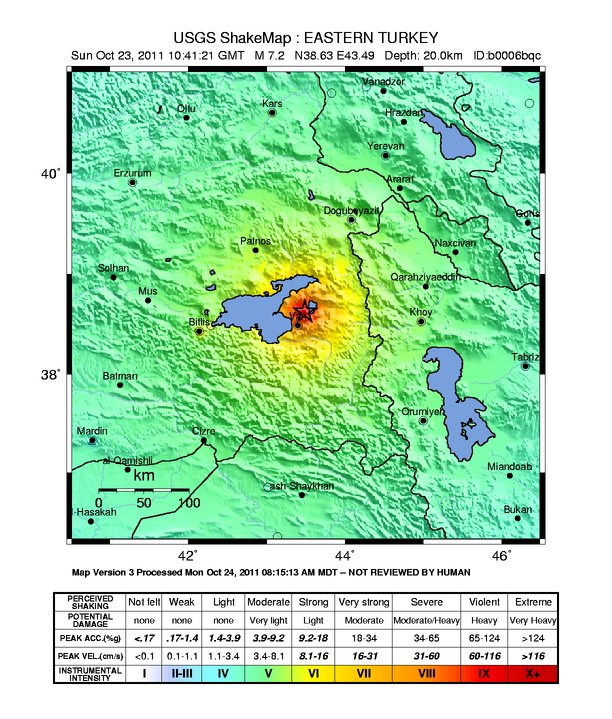 USGS ShakeMap : EASTERN TURKEY
Sun Oct 23, 2011 10:41:21 GMT M 7.2 N38.63 E43.49 Depth: 20.0km ID:b0006bqc
Vanadzor
Kars
Oltu
Hrazdan
Yerevan
40°
Erzurum
Ararat
Dogubeyazit
Goris
Patnos
Naxcivan
Solhan
Qarahziyaeddin
Mus
Bitlis
Khoy
38°
Tabriz
Batman
Orumiyeh
Mardin
Cizre
al Qamishli
Miandoab
km
ash-Shaykhan
0 50 100
l-Hasakah
Bukan
42° 44° 46°
Map Version 3 Processed Mon Oct 24, 2011 08:15:13 AM MDT -- NOT REVIEWED BY HUMAN
PERCEIVED SHAKING Not felt Weak Light Moderate Strong Very strong Severe Violent Extreme
POTENTIAL DAMAGE none none none Very light Light Moderate Moderate/Heavy Heavy Very Heavy
PEAK ACC.(%g) <.17 .17-1.4 1.4-3.9 3.9-9.2 9.2-18 18-34 34-65 65-124 >124
PEAK VEL.(cm/s) <0.1 0.1-1.1 1.1-3.4 3.4-8.1 8.1-16 16-31 31-60 60-116 >116
INSTRUMENTAL INTENSITY I II-III IV V VI VII VIII IX X+